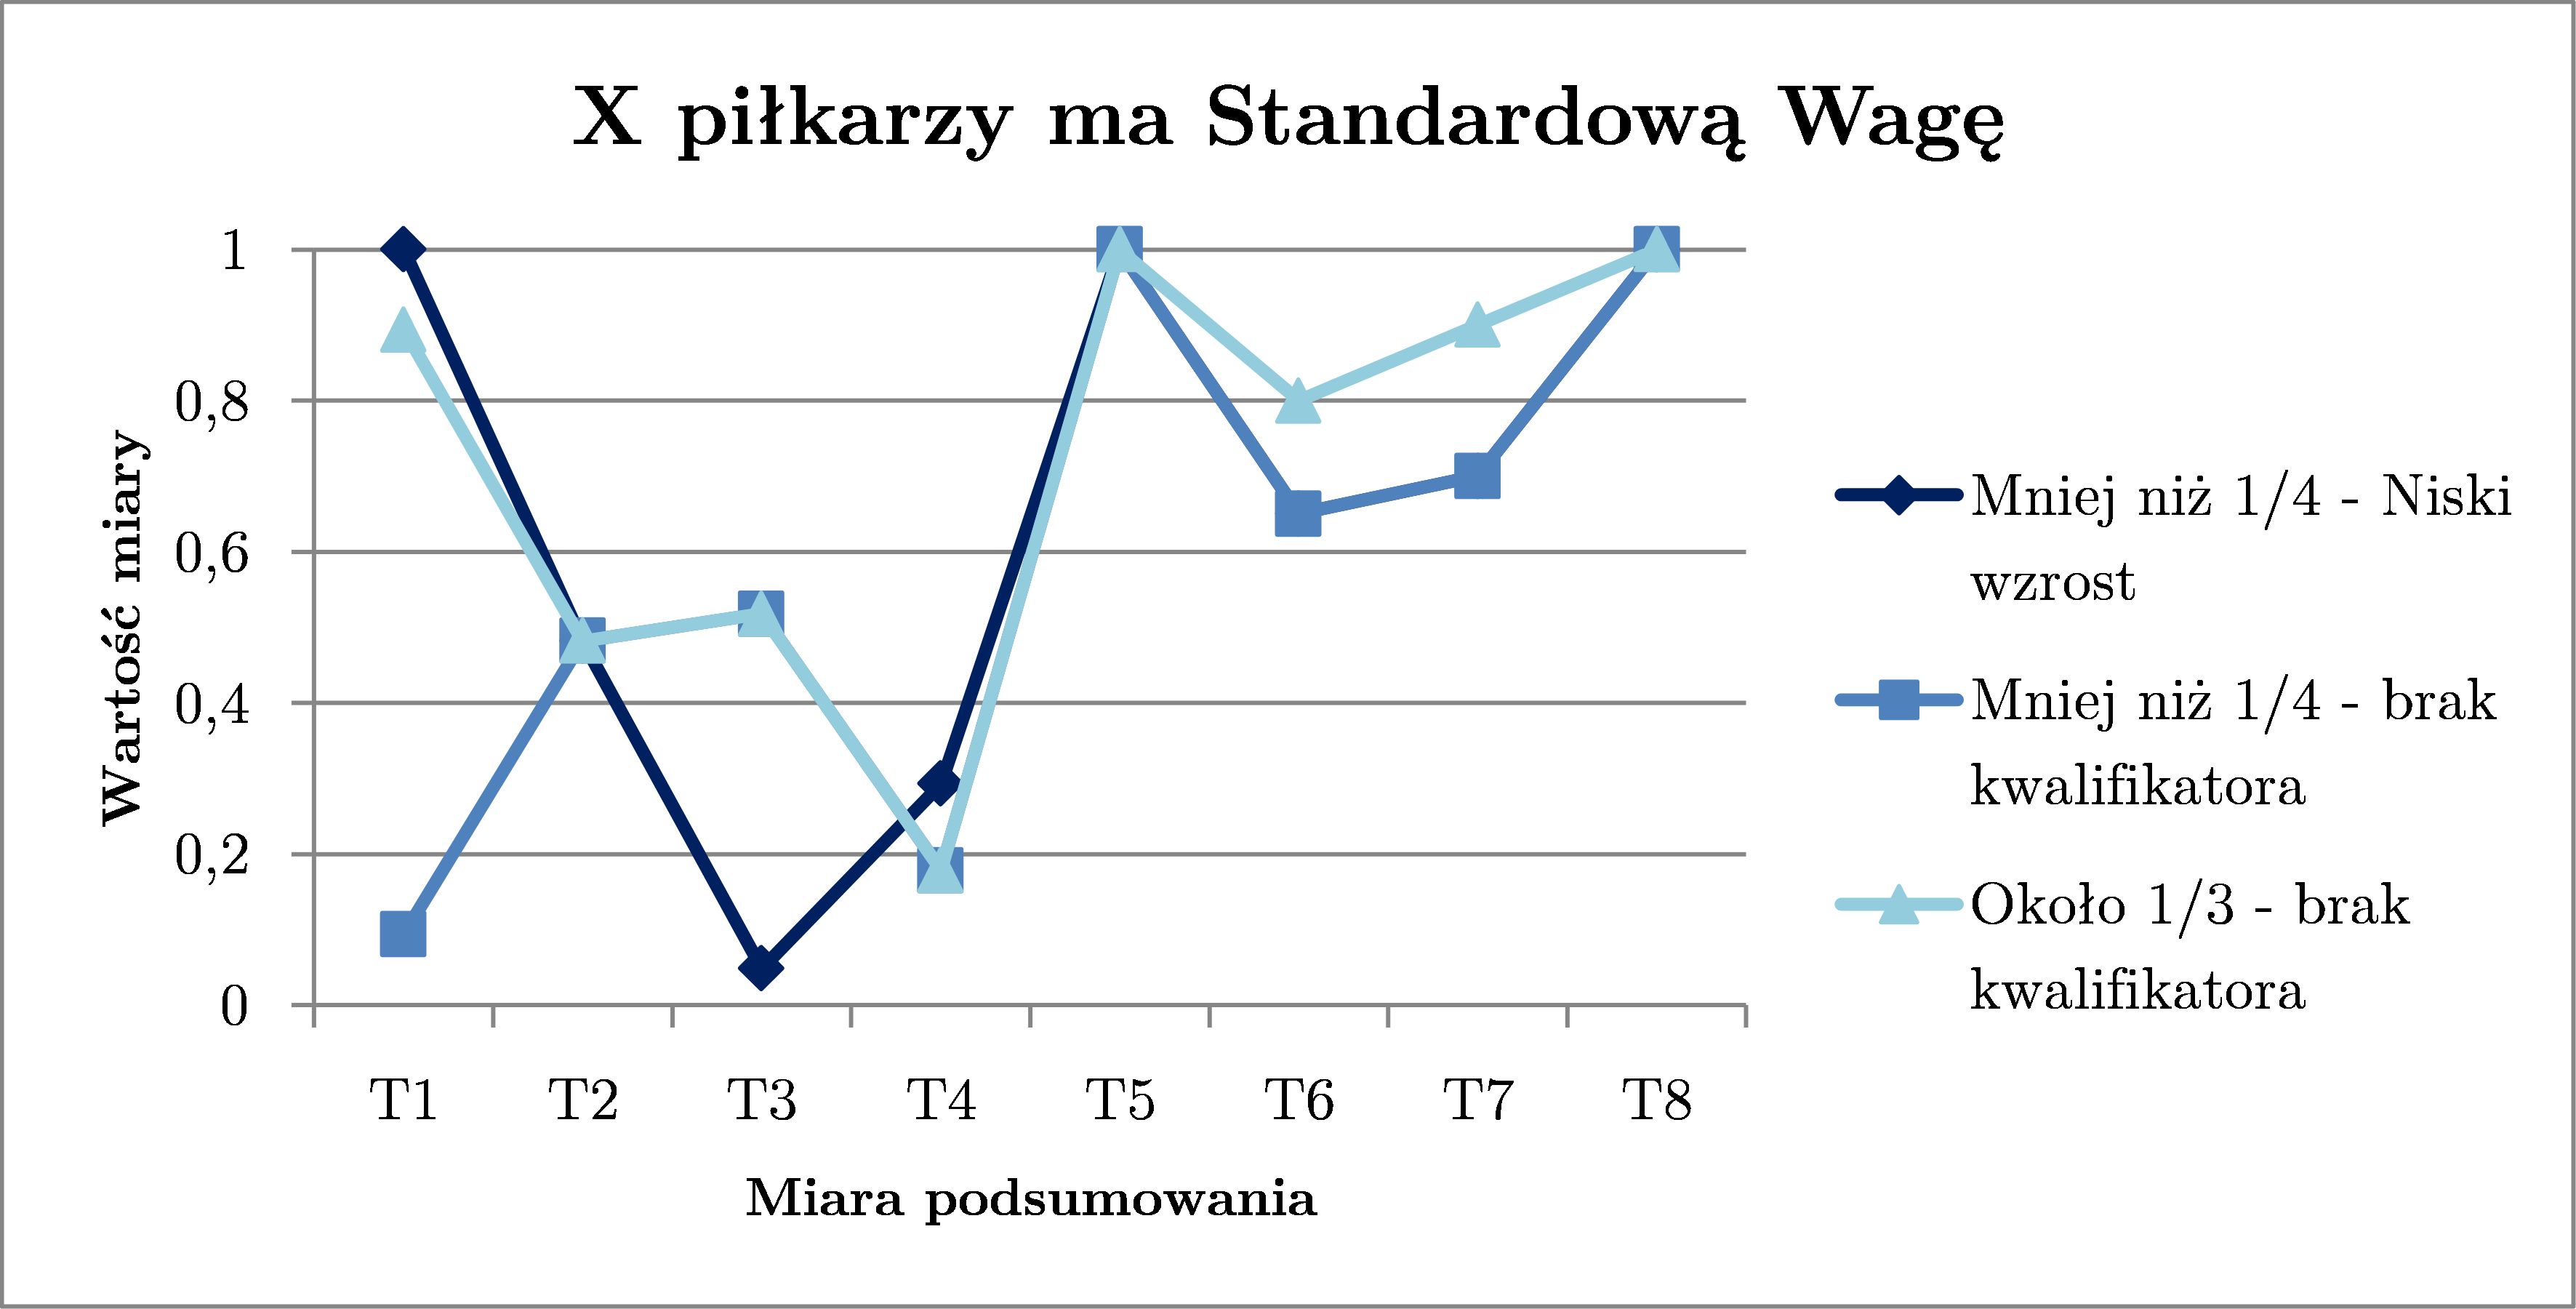 X piłkarzy ma Standardową Wagę
1
0,8
0,6
0,4
0,2
0
Wartość miary
T1 T2 T3 T4 T5 T6 T7 T8
Miara podsumowania
Mniej niż 1/4 - Niski
wzrost
Mniej niż 1/4 - brak
kwalifikatora
Około 1/3 - brak
kwalifikatora